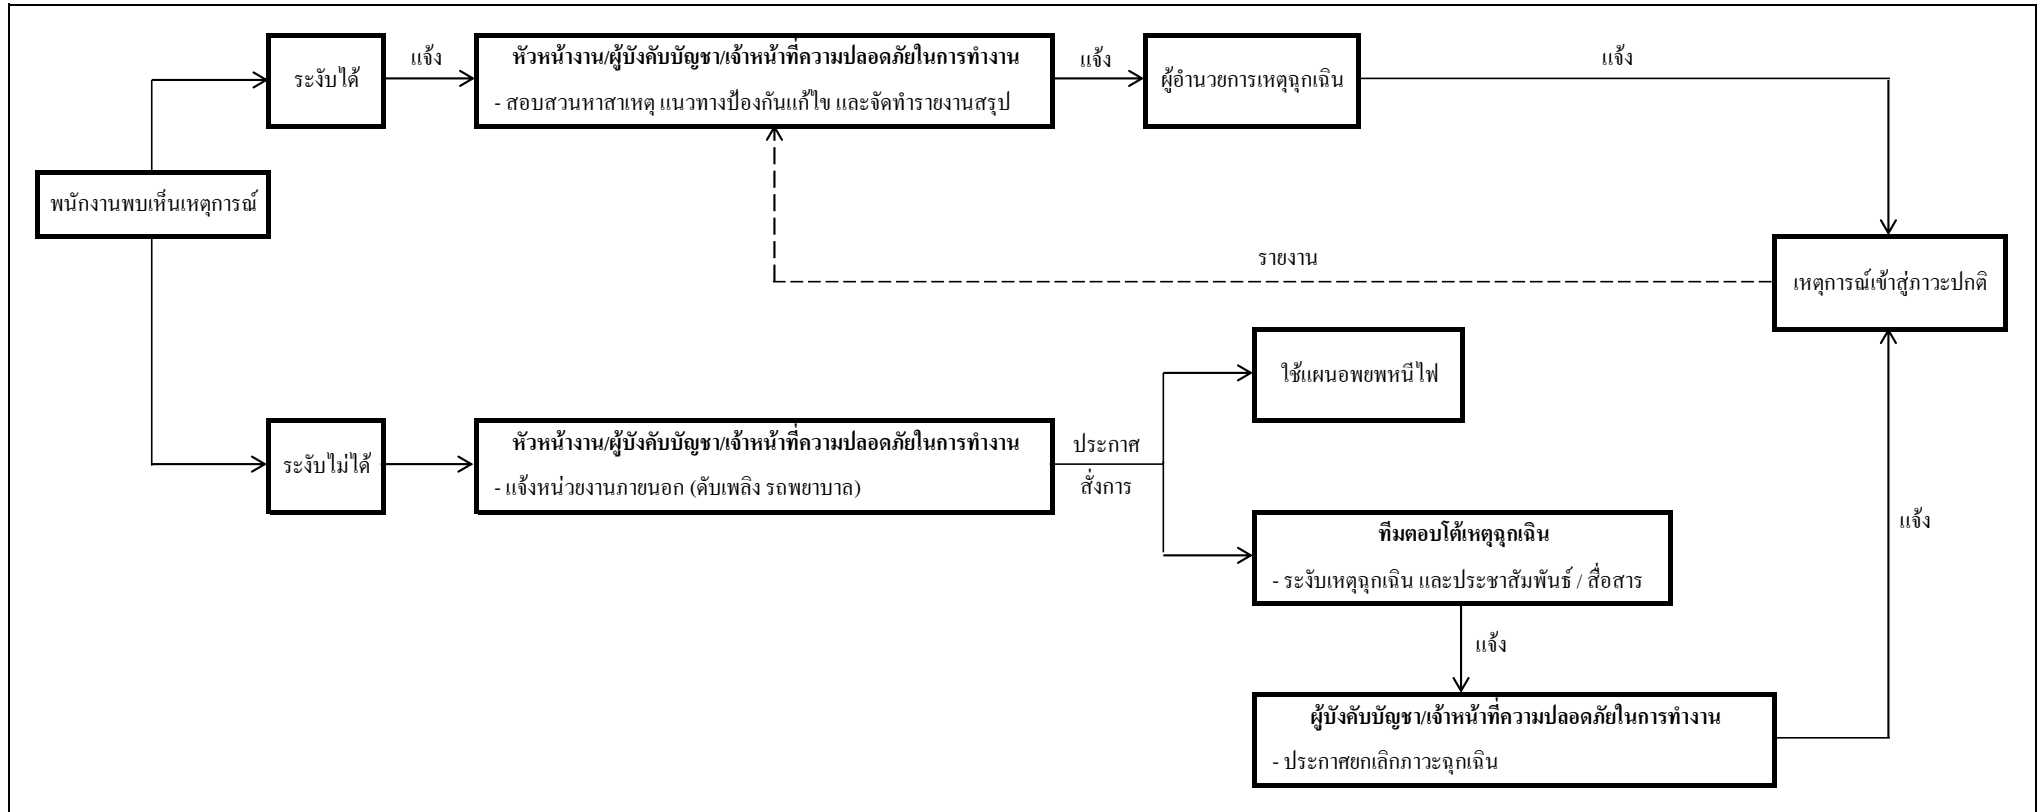 ระงับได้
แจ้ง
หัวหน้างาน/ผู้บังคับบัญชา/เจ้าหน้าที่ความปลอดภัยในการทำงาน
- สอบสวนหาสาเหตุ แนวทางป้องกันแก้ไข และจัดทำรายงานสรุป
แจ้ง
ผู้อำนวยการเหตุฉุกเฉิน
แจ้ง
พนักงานพบเห็นเหตุการณ์
รายงาน
เหตุการณ์เข้าสู่ภาวะปกติ
ใช้แผนอพยพหนีไฟ
ระงับไม่ได้
หัวหน้างาน/ผู้บังคับบัญชา/เจ้าหน้าที่ความปลอดภัยในการทำงาน
- แจ้งหน่วยงานภายนอก (ดับเพลิง รถพยาบาล)
ประกาศ
สั่งการ
ทีมตอบโต้เหตุฉุกเฉิน
- ระงับเหตุฉุกเฉิน และประชาสัมพันธ์ / สื่อสาร
แจ้ง
แจ้ง
ผู้บังคับบัญชา/เจ้าหน้าที่ความปลอดภัยในการทำงาน
- ประกาศยกเลิกภาวะฉุกเฉิน